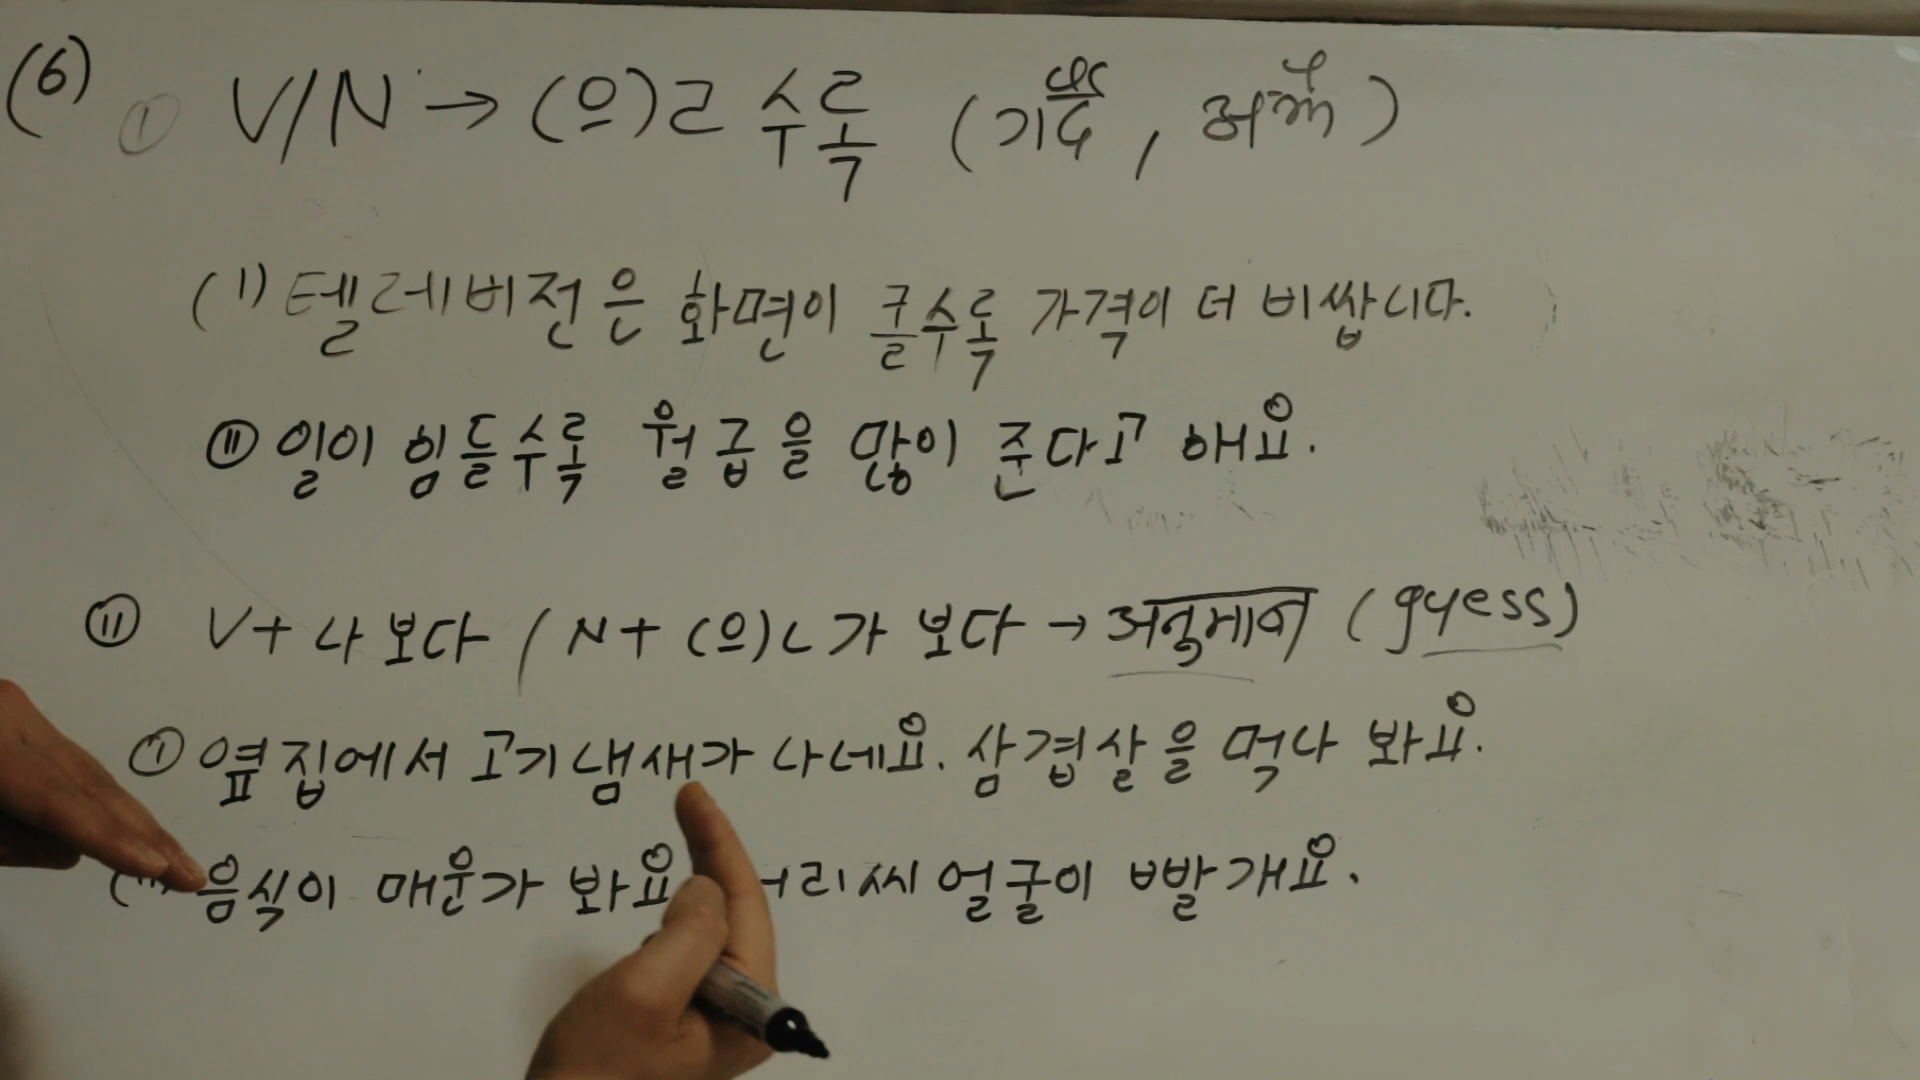 (6) ① V/N → (으)ㄹ 수록
(i) 텔레비전은 화면이 클수록 가격이 더 비쌉니다.
ⓘⓘ 일이 힘들수록 월급을 많이 준다고 해요.
ⓘⓘ V+나 보다 / N+(으)ㄴ가 보다 → अनुमान (guess)
ⓘ 옆집에서 고기냄새가 나네요. 삼겹살을 먹나 봐요.
음식이 매운가 봐요 리씨 얼굴이 빨개요.